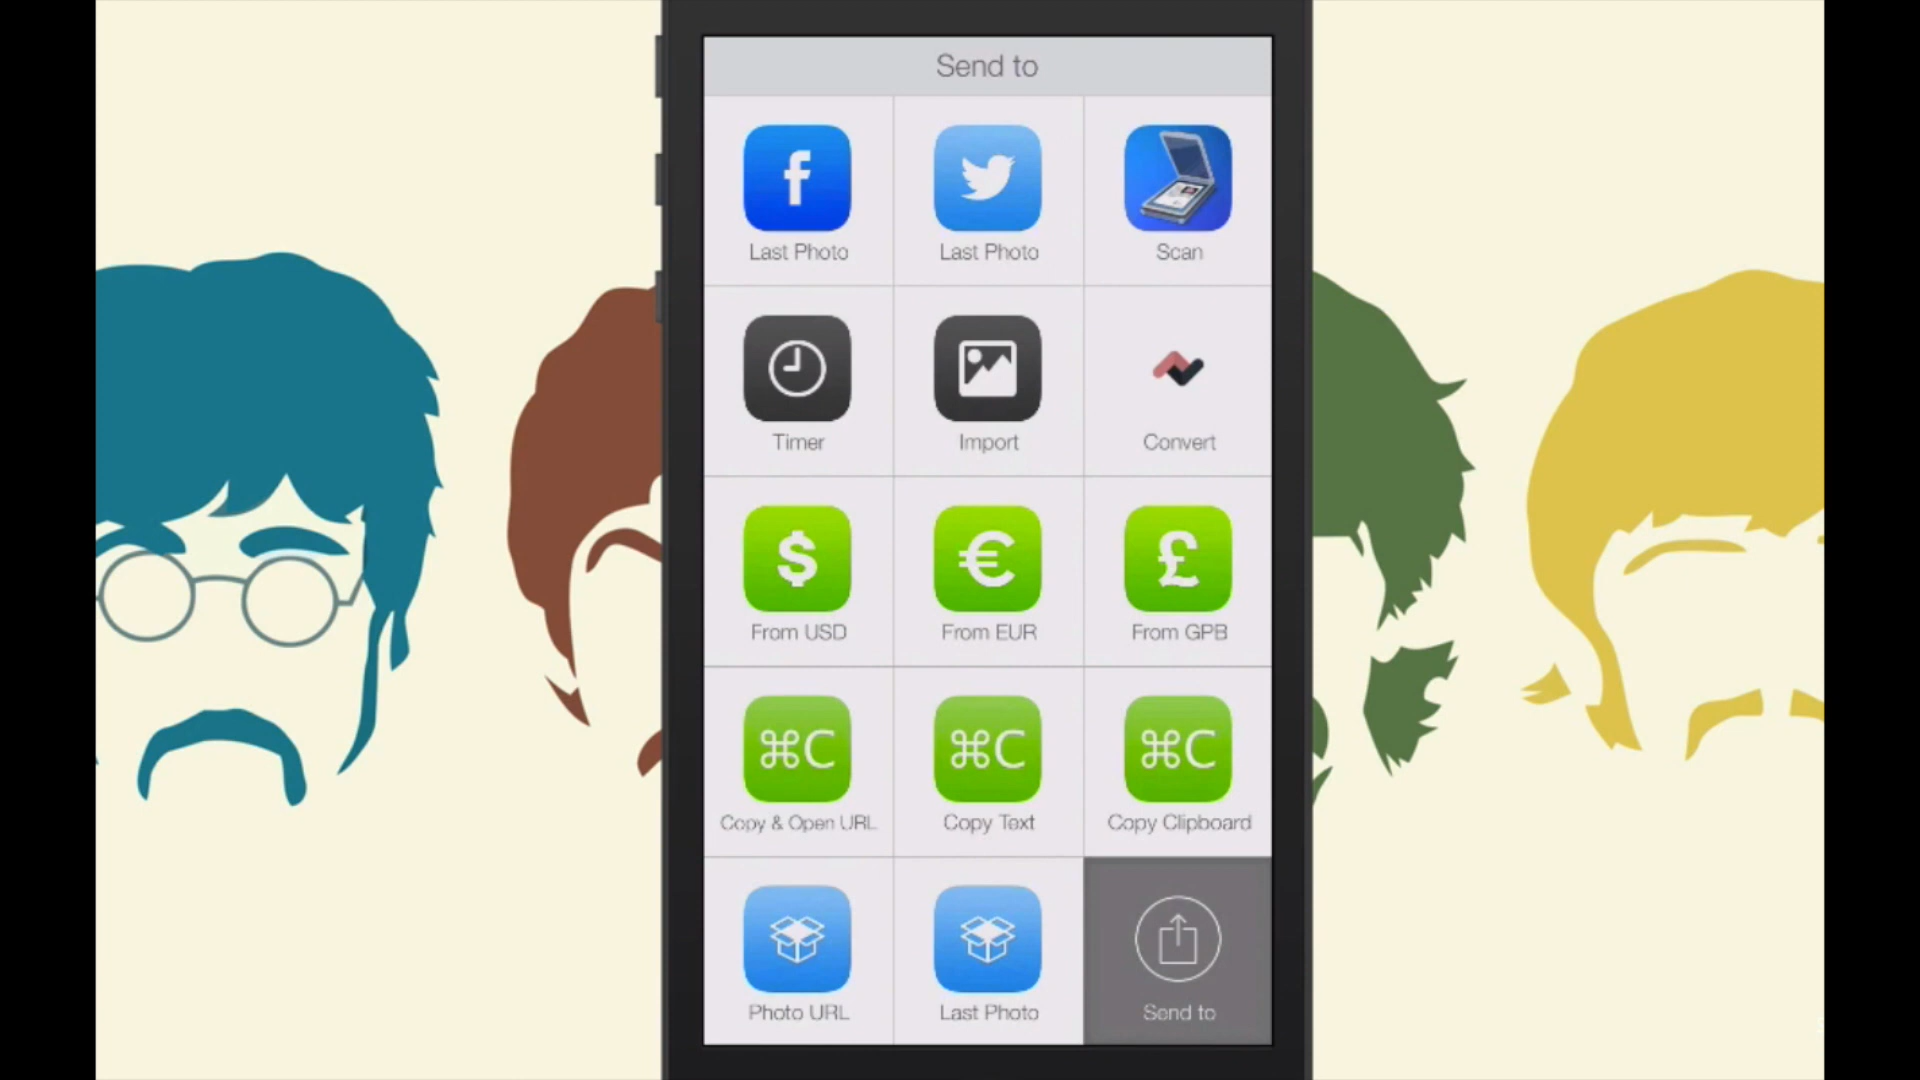 Send to
Last Photo
Last Photo
Scan
Timer
Import
Convert
$
€
£
From USD
From EUR
From GPB
⌘C
⌘C
⌘C
Copy & Open URL
Copy Text
Copy Clipboard
Photo URL
Last Photo
Send to